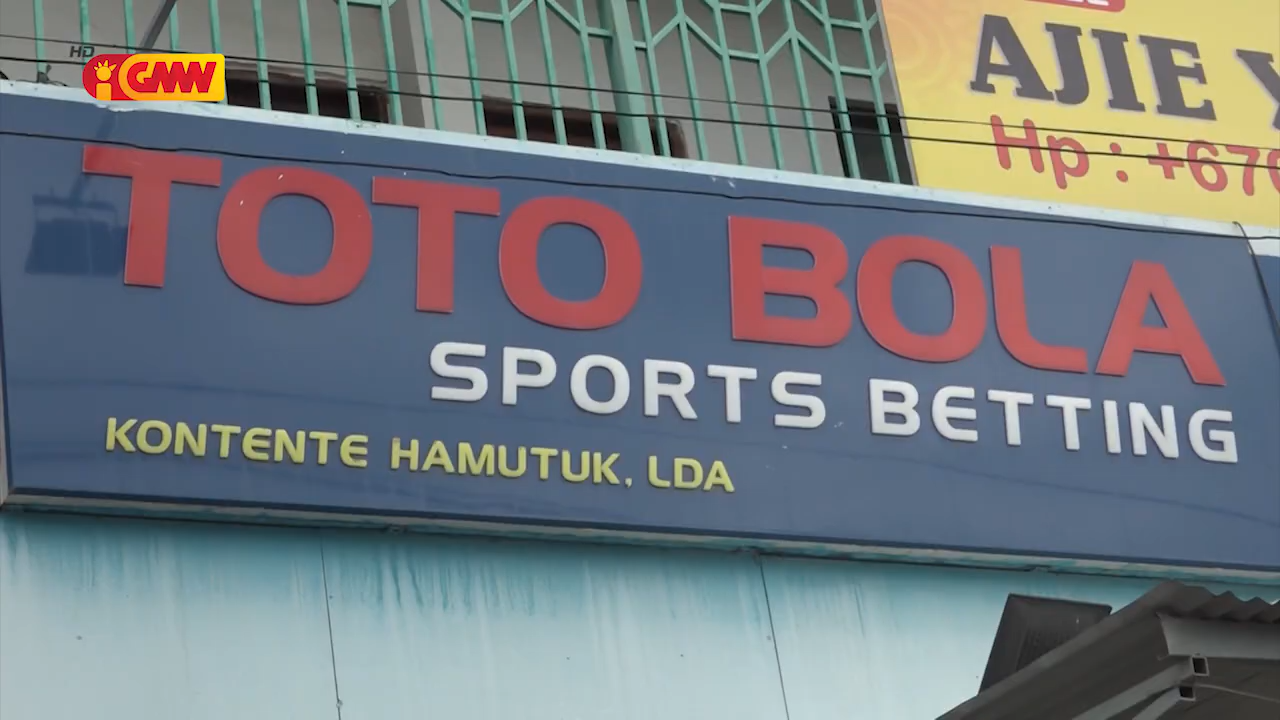 HD
GMW
AJIE
Hp : +670
TOTO BOLA
SPORTS BETTING
KONTENTE HAMUTUK, LDA